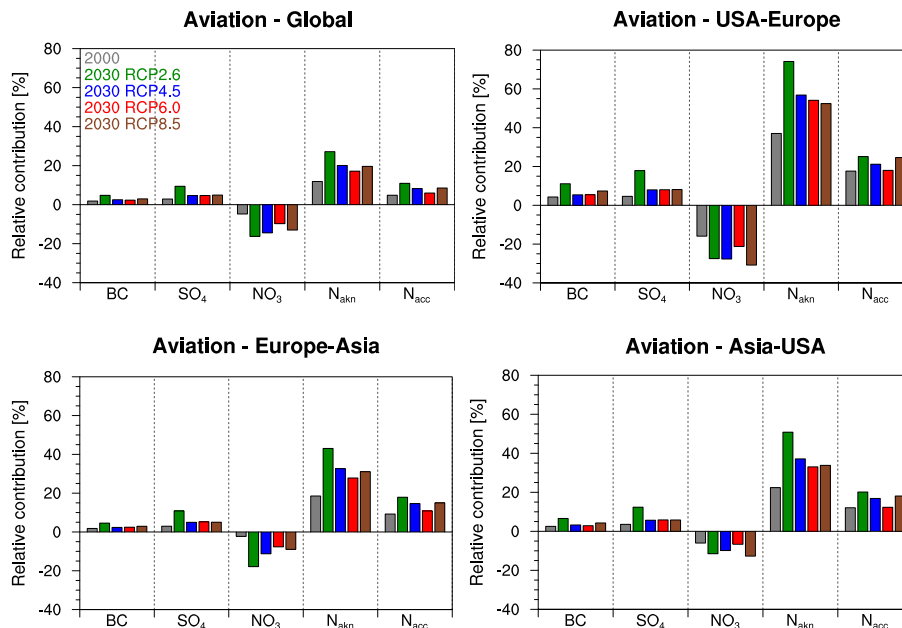 Aviation - Global
Relative contribution [%]
80
60
40
20
0
-20
-40
2000
2030 RCP2.6
2030 RCP4.5
2030 RCP6.0
2030 RCP8.5
BC SO₄ NO₃ Nₐₖₙ Nₐcc
Aviation - USA-Europe
Relative contribution [%]
80
60
40
20
0
-20
-40
BC SO₄ NO₃ Nₐₖₙ Nₐcc
Aviation - Europe-Asia
Relative contribution [%]
80
60
40
20
0
-20
-40
BC SO₄ NO₃ Nₐₖₙ Nₐcc
Aviation - Asia-USA
Relative contribution [%]
80
60
40
20
0
-20
-40
BC SO₄ NO₃ Nₐₖₙ Nₐcc